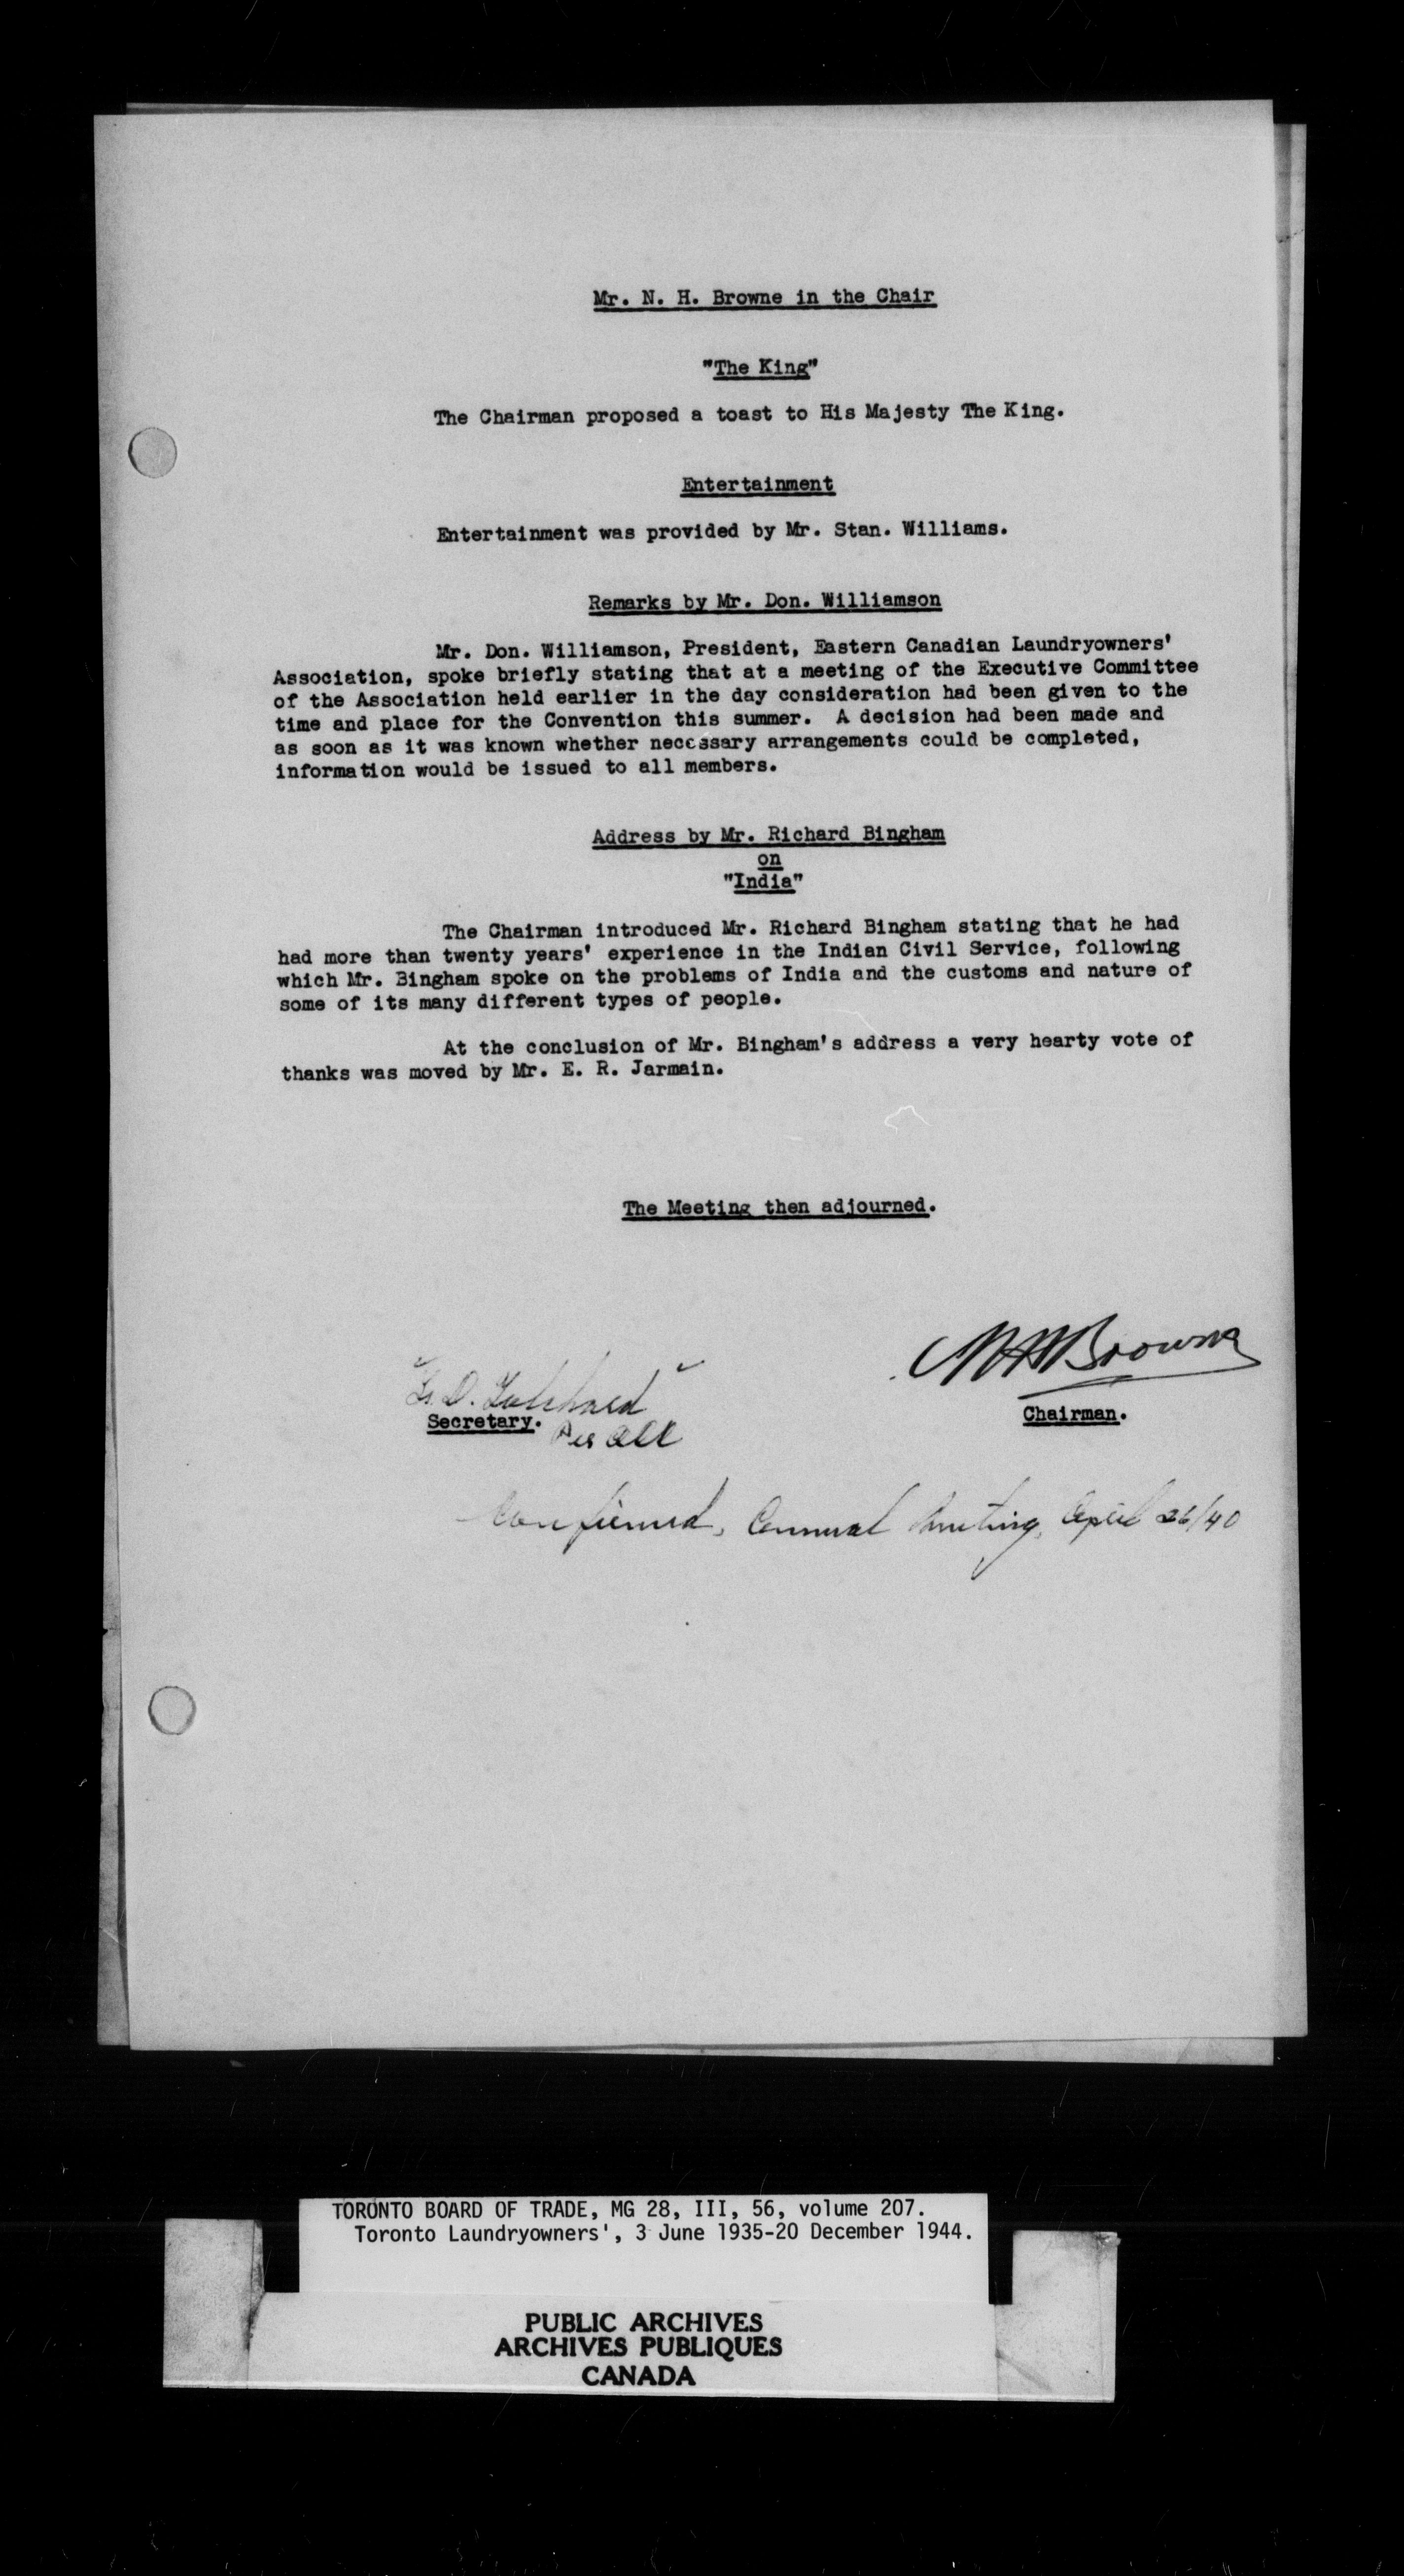 Mr. N. H. Browne in the Chair
"The King"
The Chairman proposed a toast to His Majesty The King.
Entertainment
Entertainment was provided by Mr. Stan. Williams.
Remarks by Mr. Don. Williamson
Mr. Don. Williamson, President, Eastern Canadian Laundryowners'
Association, spoke briefly stating that at a meeting of the Executive Committee
of the Association held earlier in the day consideration had been given to the
time and place for the Convention this summer. A decision had been made and
as soon as it was known whether necessary arrangements could be completed,
information would be issued to all members.
Address by Mr. Richard Bingham
on
"India"
The Chairman introduced Mr. Richard Bingham stating that he had
had more than twenty years' experience in the Indian Civil Service, following
which Mr. Bingham spoke on the problems of India and the customs and nature of
some of its many different types of people.
At the conclusion of Mr. Bingham's address a very hearty vote of
thanks was moved by Mr. E. R. Jarmain.
The Meeting then adjourned.
NHBrowne
Secretary.
Chairman.
Per
Confirmed, Annual Meeting, April 26/40
TORONTO BOARD OF TRADE, MG 28, III, 56, volume 207.
Toronto Laundryowners', 3 June 1935-20 December 1944.
PUBLIC ARCHIVES
ARCHIVES PUBLIQUES
CANADA